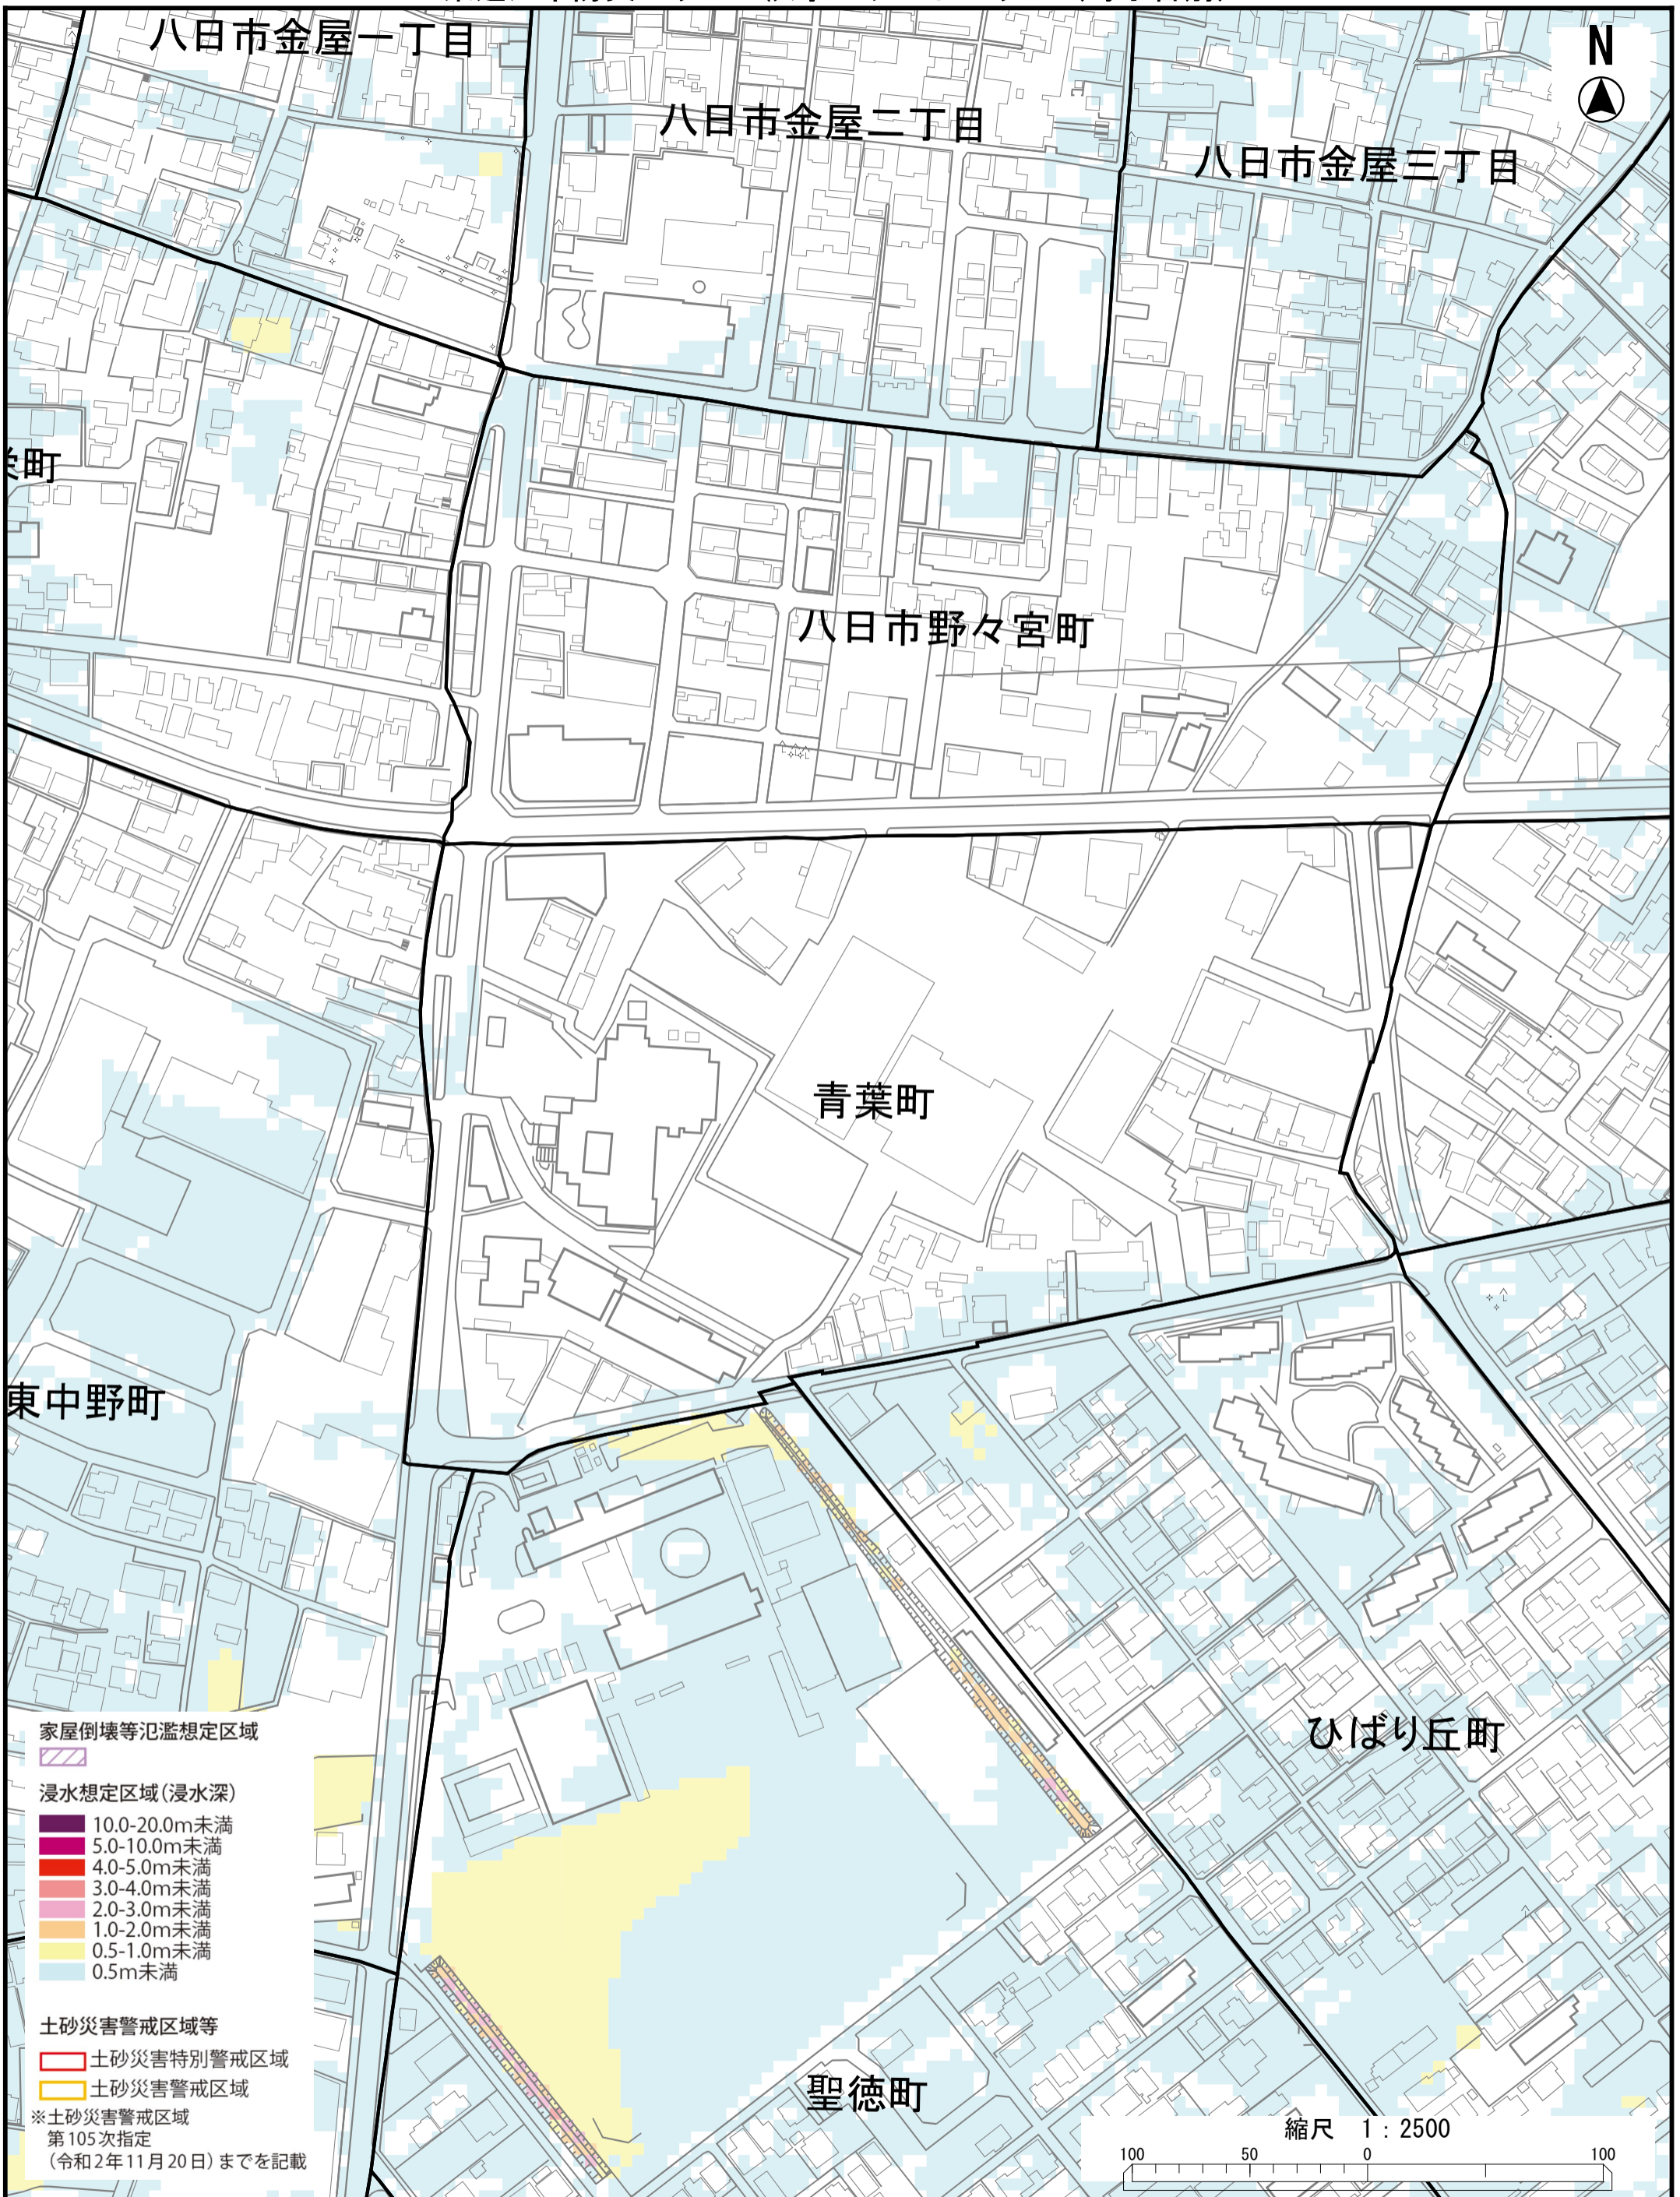 八日市金屋一丁目
N
八日市金屋二丁目
八日市金屋三丁目
栄町
八日市野々宮町
青葉町
東中野町
ひばり丘町
聖徳町
家屋倒壊等氾濫想定区域
浸水想定区域(浸水深)
10.0-20.0m未満
5.0-10.0m未満
4.0-5.0m未満
3.0-4.0m未満
2.0-3.0m未満
1.0-2.0m未満
0.5-1.0m未満
0.5m未満
土砂災害警戒区域等
土砂災害特別警戒区域
土砂災害警戒区域
※土砂災害警戒区域
第105次指定
(令和2年11月20日)までを記載
縮尺 1:2500
100 50 0 100